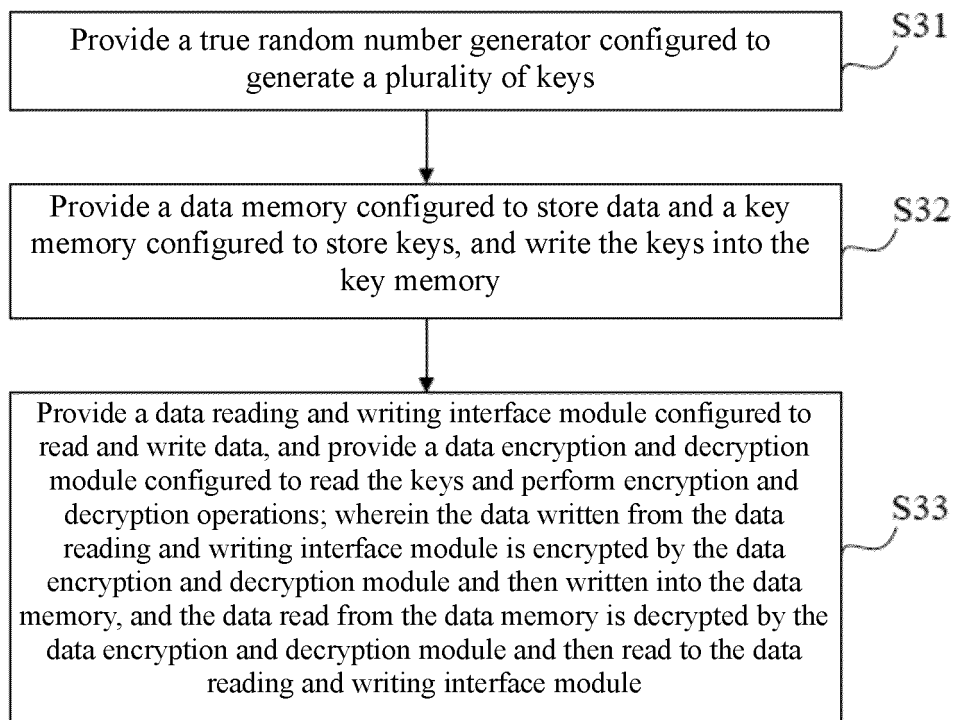 Provide a true random number generator configured to
generate a plurality of keys
S31
Provide a data memory configured to store data and a key
memory configured to store keys, and write the keys into the
key memory
S32
Provide a data reading and writing interface module configured to
read and write data, and provide a data encryption and decryption
module configured to read the keys and perform encryption and
decryption operations; wherein the data written from the data
reading and writing interface module is encrypted by the data
encryption and decryption module and then written into the data
memory, and the data read from the data memory is decrypted by the
data encryption and decryption module and then read to the data
reading and writing interface module
S33